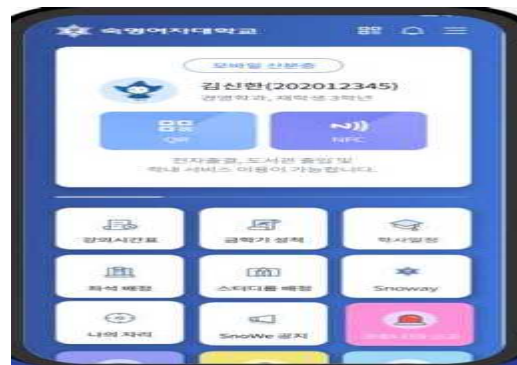 숙명여자대학교
모바일 신분증
김신한(202012345)
경영학과, 재학생 3학년
QR
NFC
전자출결, 도서관 출입 및
학내 서비스 이용이 가능합니다.
강의시간표
금학기 성적
학사일정
좌석 배정
스터디룸 배정
Snoway
나의 자리
SnoWe 공지